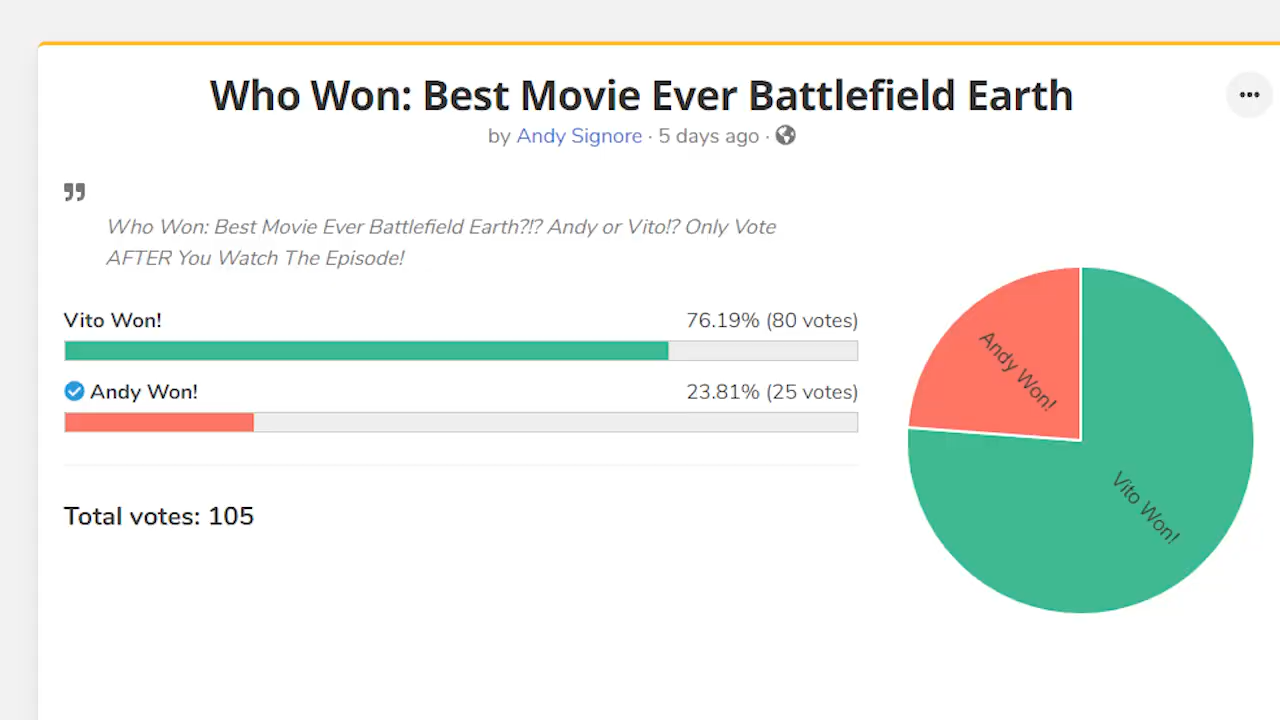 Who Won: Best Movie Ever Battlefield Earth
by Andy Signore · 5 days ago ·
Who Won: Best Movie Ever Battlefield Earth?!? Andy or Vito!? Only Vote
AFTER You Watch The Episode!
Vito Won! 76.19% (80 votes)
Andy Won! 23.81% (25 votes)
Total votes: 105
Andy Won!
Vito Won!